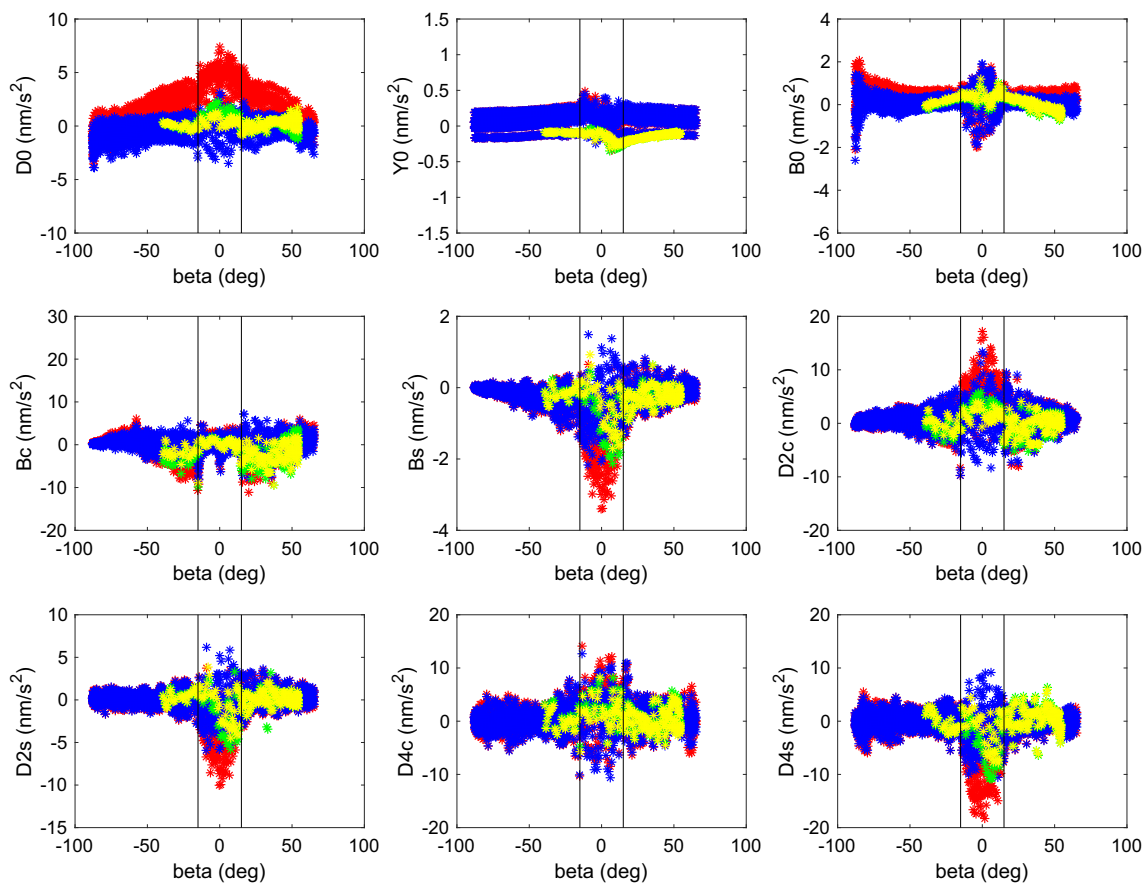 10
5
0
-5
-10
D0 (nm/s²)
-100 -50 0 50 100
beta (deg)
1.5
1
0.5
0
-0.5
-1
-1.5
Y0 (nm/s²)
-100 -50 0 50 100
beta (deg)
4
2
0
-2
-4
-6
B0 (nm/s²)
-100 -50 0 50 100
beta (deg)
30
20
10
0
-10
-20
Bc (nm/s²)
-100 -50 0 50 100
beta (deg)
2
0
-2
-4
Bs (nm/s²)
-100 -50 0 50 100
beta (deg)
20
10
0
-10
-20
D2c (nm/s²)
-100 -50 0 50 100
beta (deg)
10
5
0
-5
-10
-15
D2s (nm/s²)
-100 -50 0 50 100
beta (deg)
20
10
0
-10
-20
D4c (nm/s²)
-100 -50 0 50 100
beta (deg)
20
10
0
-10
-20
D4s (nm/s²)
-100 -50 0 50 100
beta (deg)